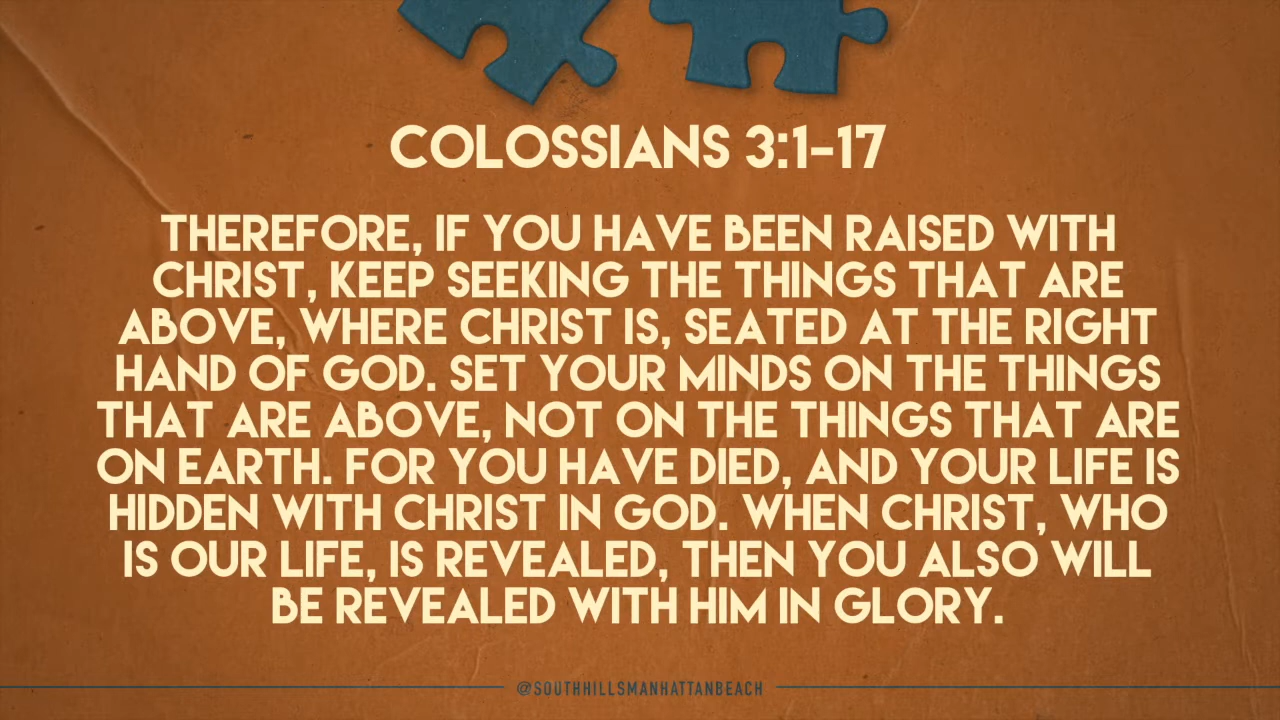 COLOSSIANS 3:1-17
THEREFORE, IF YOU HAVE BEEN RAISED WITH
CHRIST, KEEP SEEKING THE THINGS THAT ARE
ABOVE, WHERE CHRIST IS, SEATED AT THE RIGHT
HAND OF GOD. SET YOUR MINDS ON THE THINGS
THAT ARE ABOVE, NOT ON THE THINGS THAT ARE
ON EARTH. FOR YOU HAVE DIED, AND YOUR LIFE IS
HIDDEN WITH CHRIST IN GOD. WHEN CHRIST, WHO
IS OUR LIFE, IS REVEALED, THEN YOU ALSO WILL
BE REVEALED WITH HIM IN GLORY.
@SOUTHHILLSMANHATTANBEACH